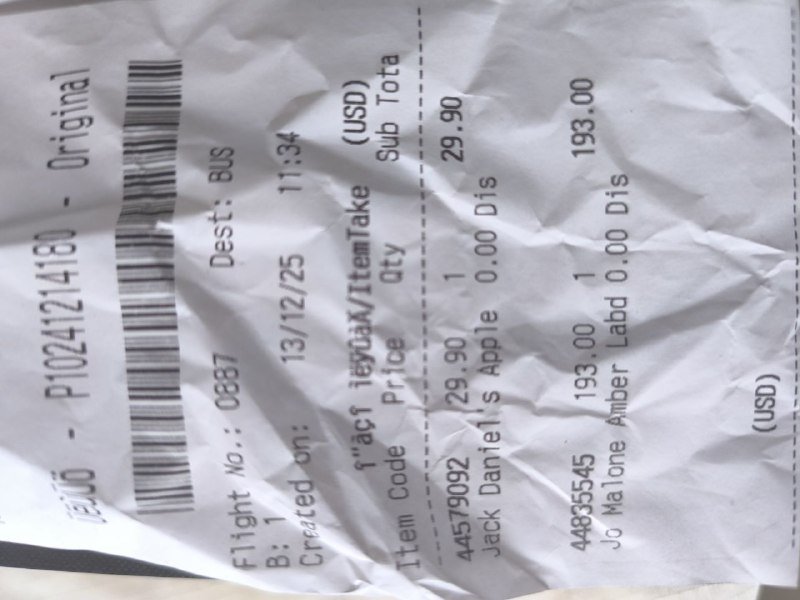 - P10241214180 - Original
Flight No.: 0887 Dest: BUS
B: 1
Created on: 13/12/25 11:34
/ItemTake (USD)
Item Code Price Qty Sub Tota
44579092 29.90 1 29.90
Jack Daniel's Apple 0.00 Dis
44835545 193.00 1 193.00
Jo Malone Amber Labd 0.00 Dis
(USD)